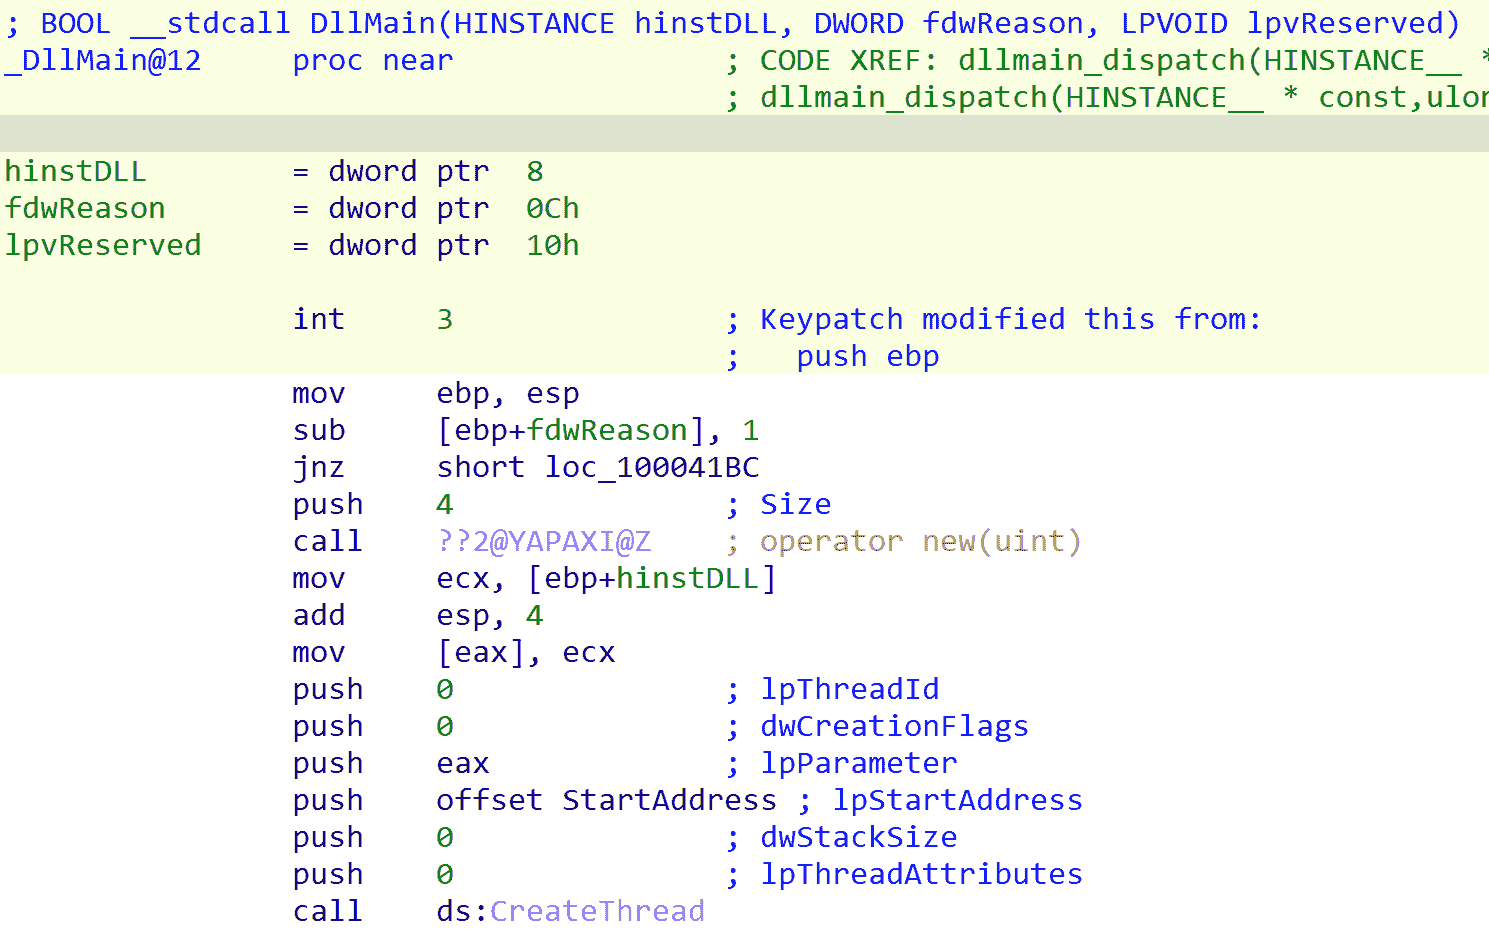 ; BOOL __stdcall DllMain(HINSTANCE hinstDLL, DWORD fdwReason, LPVOID lpvReserved)
_DllMain@12     proc near               ; CODE XREF: dllmain_dispatch(HINSTANCE__ *
                                        ; dllmain_dispatch(HINSTANCE__ * const,ulon
hinstDLL        = dword ptr  8
fdwReason       = dword ptr  0Ch
lpvReserved     = dword ptr  10h
                int     3               ; Keypatch modified this from:
                                        ;   push ebp
                mov     ebp, esp
                sub     [ebp+fdwReason], 1
                jnz     short loc_100041BC
                push    4               ; Size
                call    ??2@YAPAXI@Z    ; operator new(uint)
                mov     ecx, [ebp+hinstDLL]
                add     esp, 4
                mov     [eax], ecx
                push    0               ; lpThreadId
                push    0               ; dwCreationFlags
                push    eax             ; lpParameter
                push    offset StartAddress ; lpStartAddress
                push    0               ; dwStackSize
                push    0               ; lpThreadAttributes
                call    ds:CreateThread